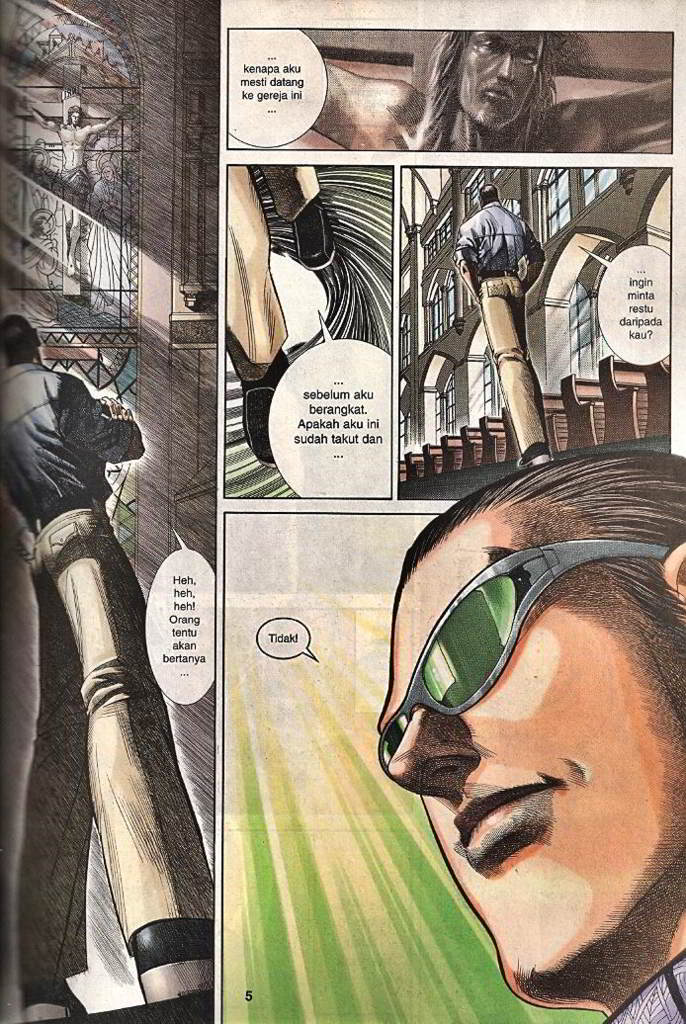 Heh,
heh,
heh!
Orang
tentu
akan
bertanya
...
...
kenapa aku
mesti datang
ke gereja ini
...
...
sebelum aku
berangkat.
Apakah aku ini
sudah takut dan
...
...
ingin
minta
restu
daripada
kau?
Tidak!
5